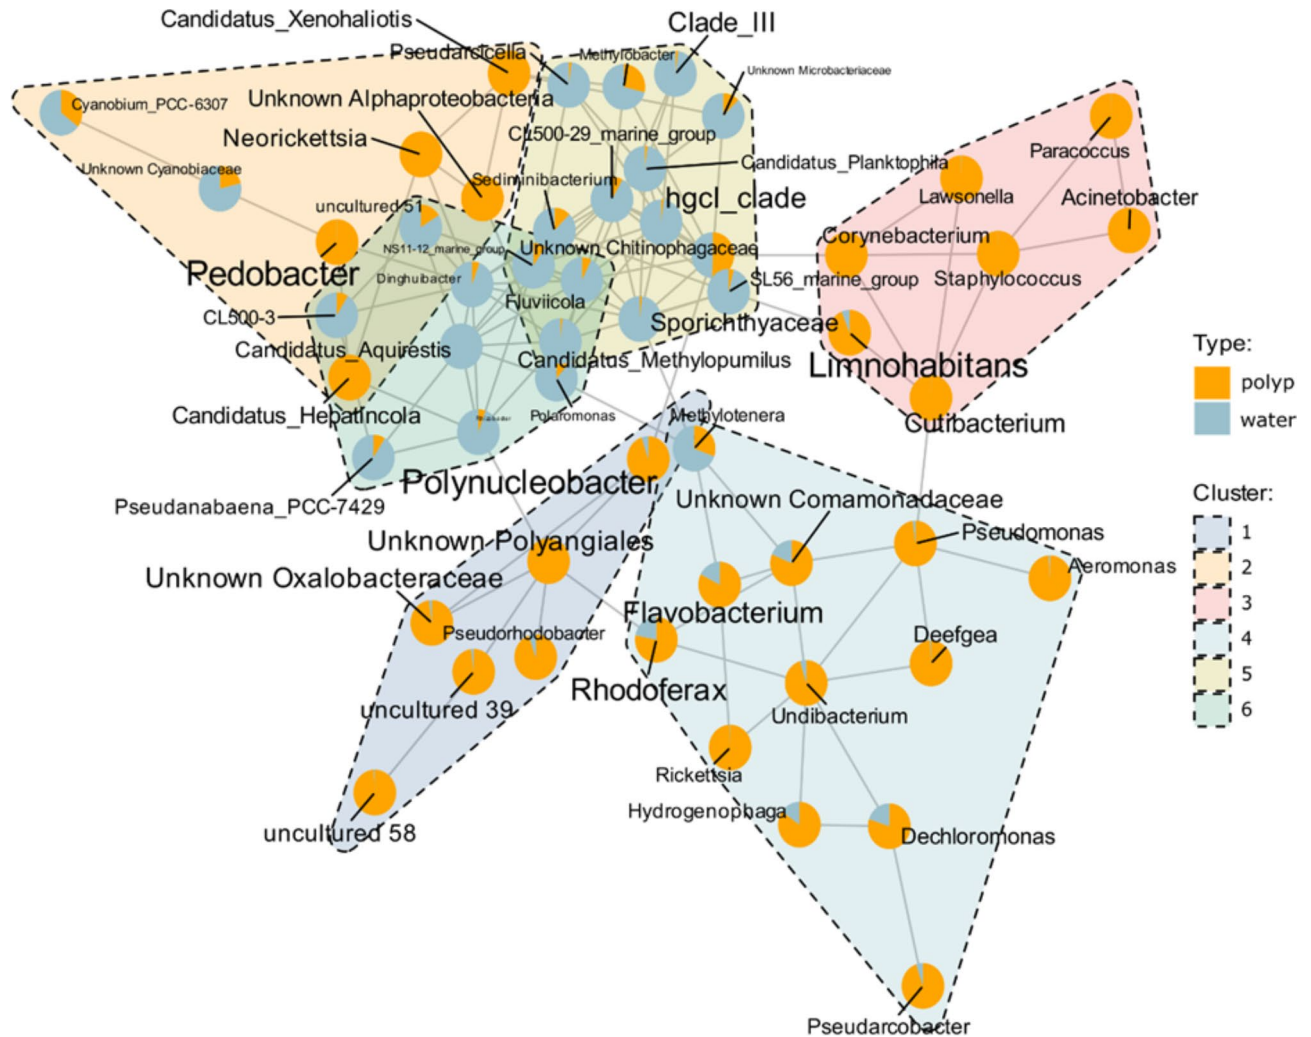 Candidatus_Xenohaliotis
Clade_III
Pseudarcicella
Methylobacter
Unknown Microbacteriaceae
Cyanobium_PCC-6307
Unknown Alphaproteobacteria
Neorickettsia
CL500-29_marine_group
Paracoccus
Candidatus_Planktophila
Unknown Cyanobiaceae
Sediminibacterium
hgcI_clade
Lawsonella
Acinetobacter
uncultured 51
Corynebacterium
NS11-12_marine_group
Unknown Chitinophagaceae
Pedobacter
Dinghuibacter
SL56_marine_group
Staphylococcus
Fluviicola
CL500-3
Sporichthyaceae
Candidatus_Aquirestis
Candidatus_Methylopumilus
Limnohabitans
Candidatus_Hepatincola
Polaromonas
Methylotenera
Cutibacterium
Polynucleobacter
Pseudanabaena_PCC-7429
Unknown Comamonadaceae
Pseudomonas
Unknown Polyangiales
Aeromonas
Unknown Oxalobacteraceae
Flavobacterium
Pseudorhodobacter
Deefgea
Rhodoferax
uncultured 39
Undibacterium
Rickettsia
Hydrogenophaga
uncultured 58
Dechloromonas
Pseudarcobacter
Type:
polyp
water
Cluster:
1
2
3
4
5
6